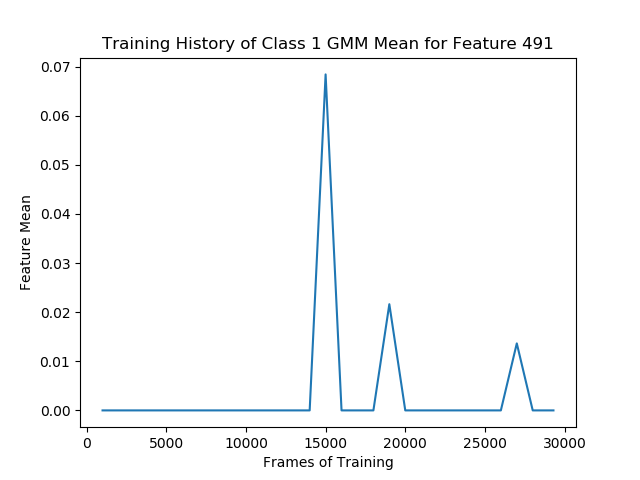 Training History of Class 1 GMM Mean for Feature 491
0.07
0.06
0.05
0.04
0.03
0.02
0.01
0.00
Feature Mean
0 5000 10000 15000 20000 25000 30000
Frames of Training